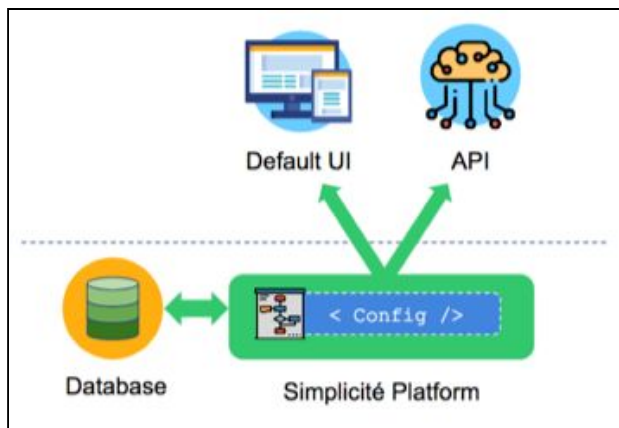 Default UI
API
< Config />
Database
Simplicité Platform